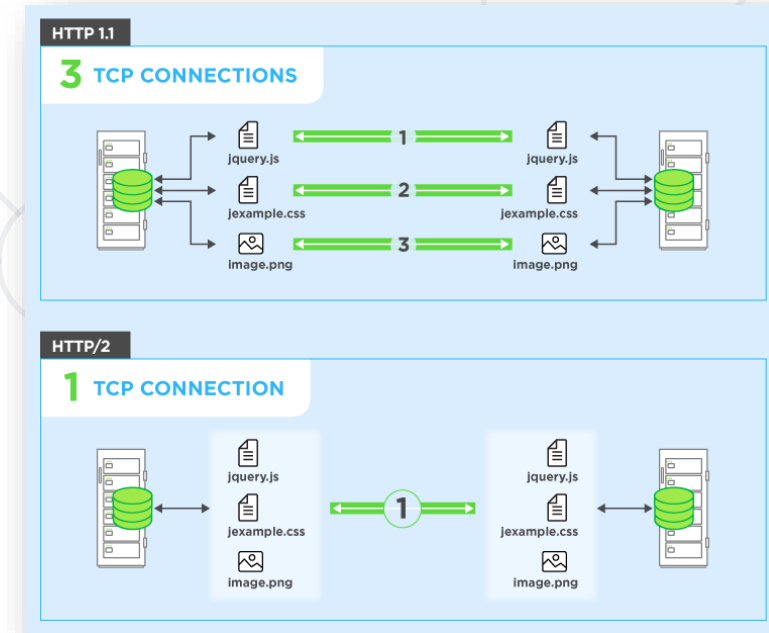 HTTP 1.1
3 TCP CONNECTIONS
1
jquery.js jquery.js
2
jexample.css jexample.css
3
image.png image.png
HTTP/2
1 TCP CONNECTION
jquery.js jquery.js
1
jexample.css jexample.css
image.png image.png